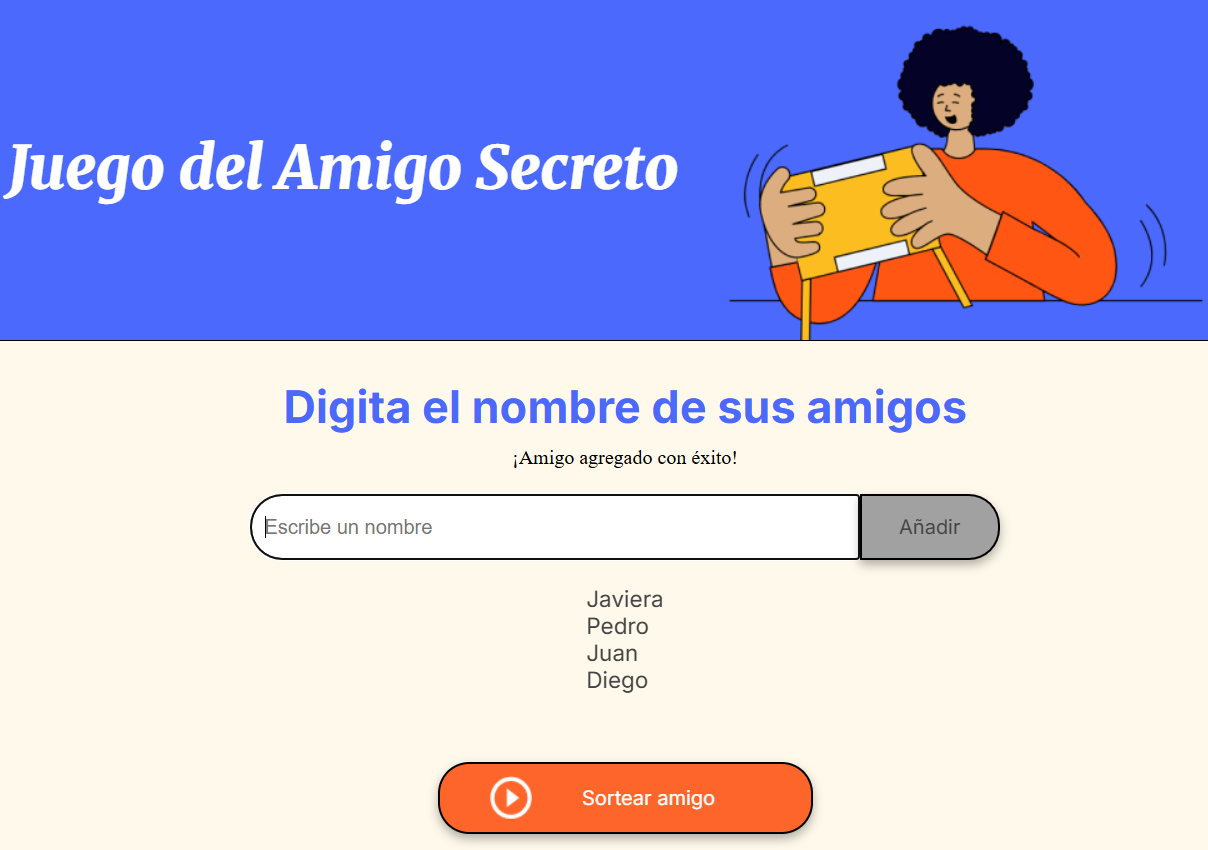 Juego del Amigo Secreto
Digita el nombre de sus amigos
¡Amigo agregado con éxito!
Escribe un nombre
Añadir
Javiera
Pedro
Juan
Diego
Sortear amigo